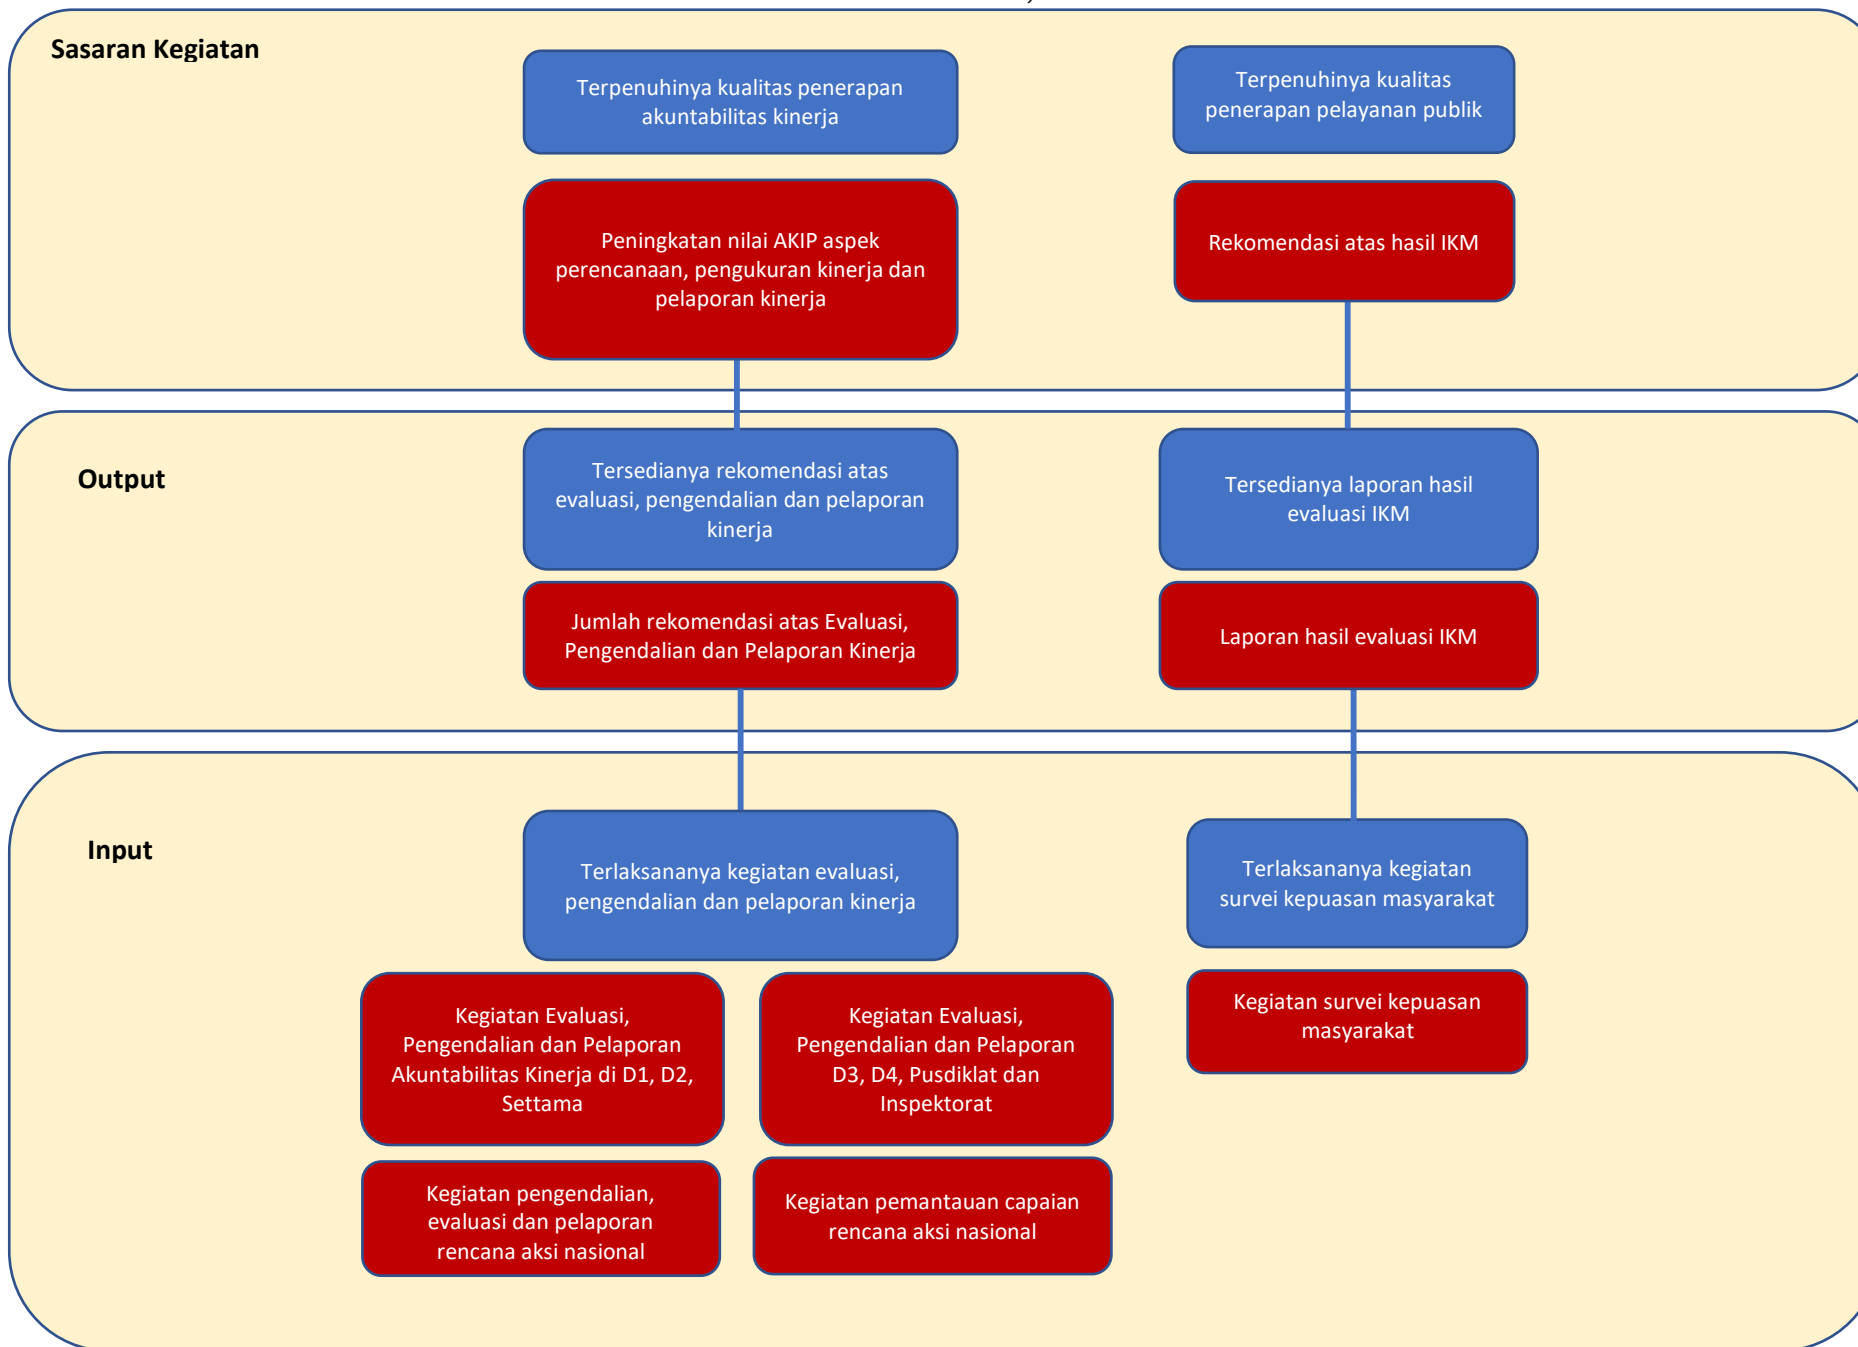 Sasaran Kegiatan
Terpenuhinya kualitas penerapan
akuntabilitas kinerja
Terpenuhinya kualitas
penerapan pelayanan publik
Peningkatan nilai AKIP aspek
perencanaan, pengukuran kinerja dan
pelaporan kinerja
Rekomendasi atas hasil IKM
Output
Tersedianya rekomendasi atas
evaluasi, pengendalian dan pelaporan
kinerja
Tersedianya laporan hasil
evaluasi IKM
Jumlah rekomendasi atas Evaluasi,
Pengendalian dan Pelaporan Kinerja
Laporan hasil evaluasi IKM
Input
Terlaksananya kegiatan evaluasi,
pengendalian dan pelaporan kinerja
Terlaksananya kegiatan
survei kepuasan masyarakat
Kegiatan Evaluasi,
Pengendalian dan Pelaporan
Akuntabilitas Kinerja di D1, D2,
Settama
Kegiatan Evaluasi,
Pengendalian dan Pelaporan
D3, D4, Pusdiklat dan
Inspektorat
Kegiatan survei kepuasan
masyarakat
Kegiatan pengendalian,
evaluasi dan pelaporan
rencana aksi nasional
Kegiatan pemantauan capaian
rencana aksi nasional